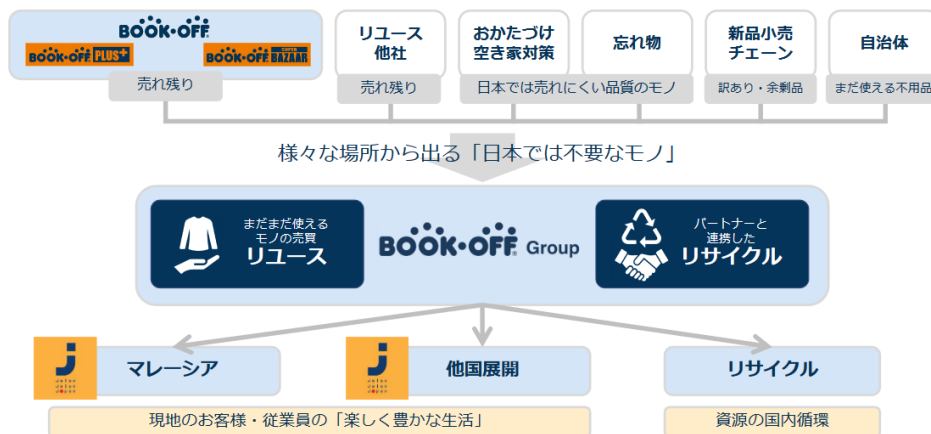 BOOK・OFF
BOOK・OFF PLUS+
BOOK・OFF SUPER BAZAAR
売れ残り
リユース
他社
売れ残り
おかたづけ
空き家対策
忘れ物
日本では売れにくい品質のモノ
新品小売
チェーン
訳あり・余剰品
自治体
まだ使える不用品
様々な場所から出る「日本では不要なモノ」
まだまだ使える
モノの売買
リユース
BOOK・OFF Group
パートナーと
連携した
リサイクル
J
マレーシア
J
他国展開
リサイクル
現地のお客様・従業員の「楽しく豊かな生活」
資源の国内循環